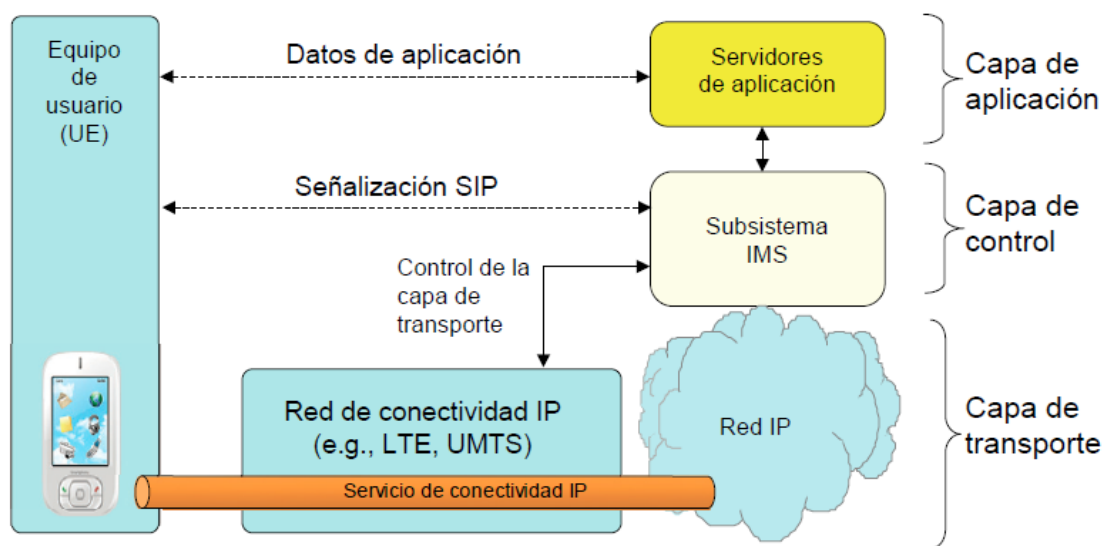 Equipo
de
usuario
(UE)
Datos de aplicación
Servidores
de aplicación
Capa de
aplicación
Señalización SIP
Subsistema
IMS
Capa de
control
Control de la
capa de
transporte
Red de conectividad IP
(e.g., LTE, UMTS)
Red IP
Capa de
transporte
Servicio de conectividad IP